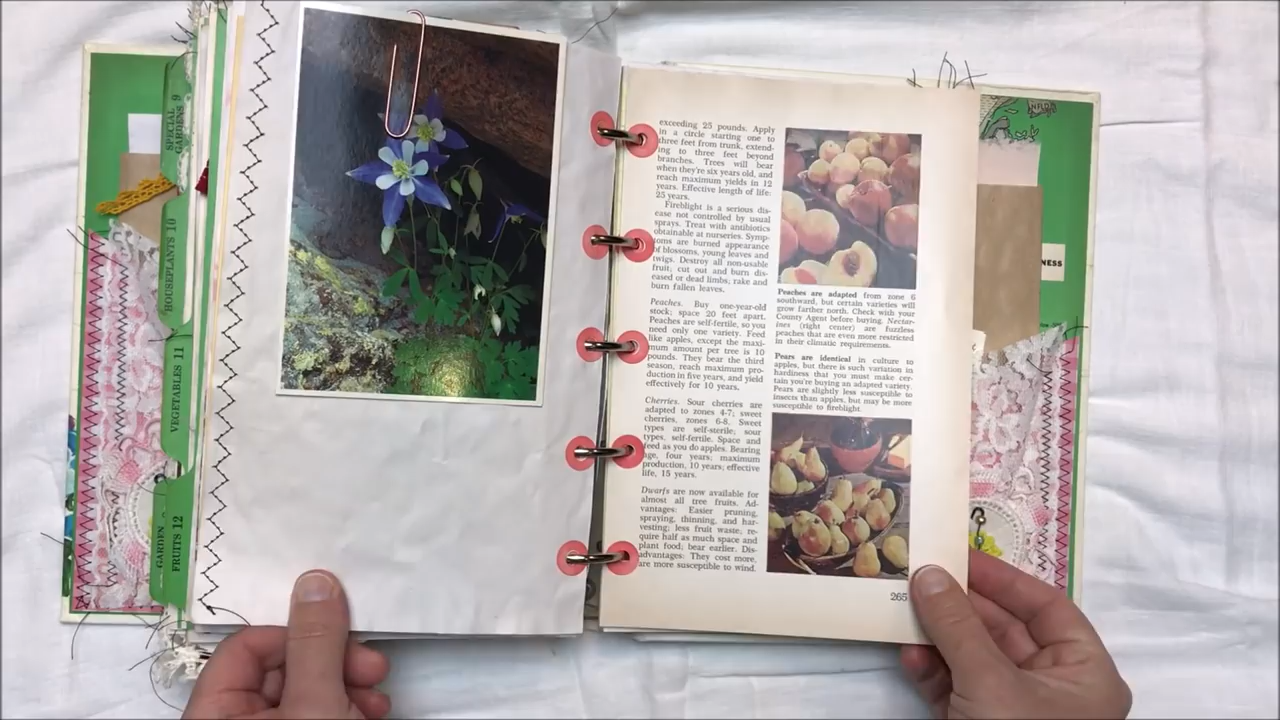 SPECIAL
GARDENS 9
HOUSEPLANTS 10
VEGETABLES 11
GARDEN
FRUITS 12
exceeding 25 pounds. Apply
in a circle starting one to
three feet from trunk, extend-
ing to three feet beyond
branches. Trees will bear
when they're six years old, and
reach maximum yields in 12
years. Effective length of life:
25 years.
Fireblight is a serious dis-
ease not controlled by usual
sprays. Treat with antibiotics
obtainable at nurseries. Symp-
toms are burned appearance
of blossoms, young leaves and
twigs. Destroy all non-usable
fruit; cut out and burn dis-
eased or dead limbs; rake and
burn fallen leaves.
Peaches. Buy one-year-old
stock; space 20 feet apart.
Peaches are self-fertile, so you
need only one variety. Feed
like apples, except the maxi-
mum amount per tree is 10
pounds. They bear the third
season, reach maximum pro-
duction in five years, and yield
effectively for 10 years.
Cherries. Sour cherries are
adapted to zones 4-7; sweet
cherries, zones 6-8. Sweet
types are self-sterile; sour
types, self-fertile. Space and
feed as you do apples. Bearing
age, four years; maximum
production, 10 years; effective
life, 15 years.
Dwarfs are now available for
almost all tree fruits. Ad-
vantages: Easier pruning,
spraying, thinning, and har-
vesting; less fruit waste; re-
quire half as much space and
plant food; bear earlier. Dis-
advantages: They cost more,
are more susceptible to wind.
Peaches are adapted from zone 6
southward, but certain varieties will
grow farther north. Check with your
County Agent before buying. Nectar-
ines (right center) are fuzzless
peaches that are even more restricted
in their climatic requirements.
Pears are identical in culture to
apples, but there is such variation in
hardiness that you must make cer-
tain you're buying an adapted variety.
Pears are slightly less susceptible to
insects than apples, but may be more
susceptible to fireblight.
265
NESS